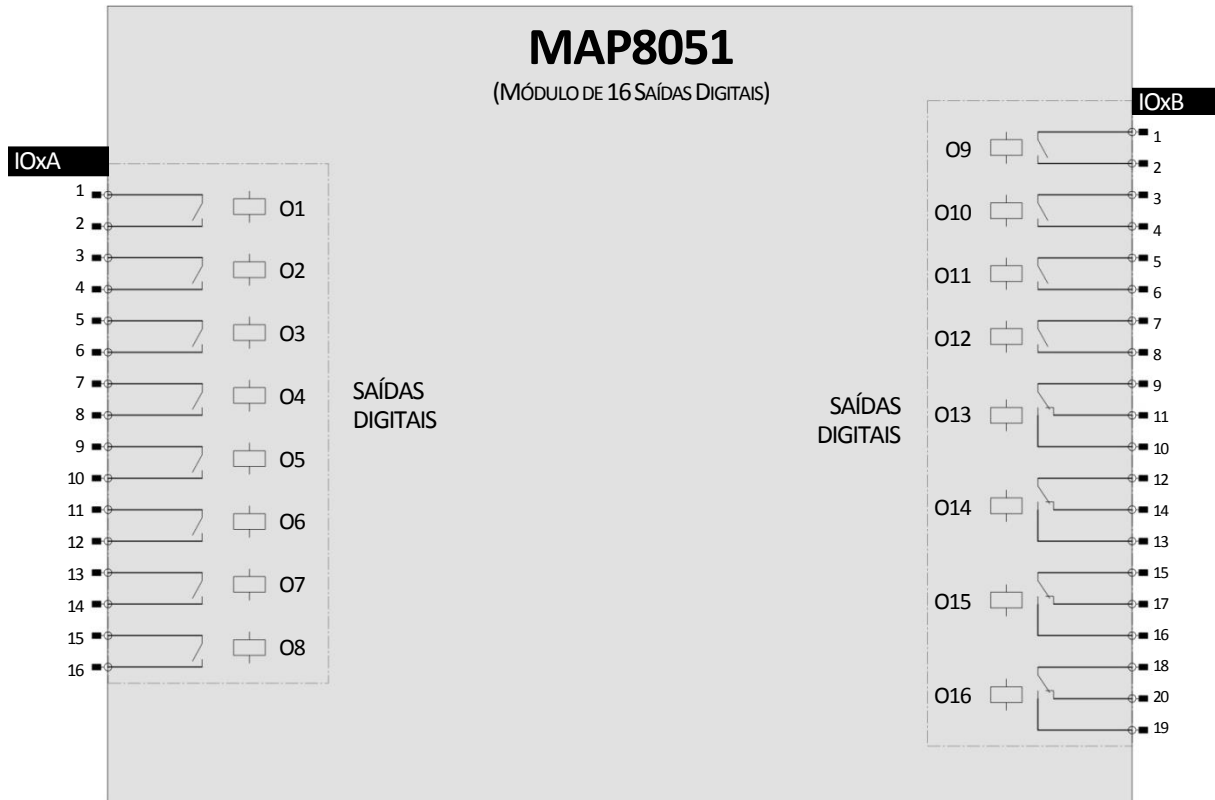 MAP8051
(MÓDULO DE 16 SAÍDAS DIGITAIS)
IOxA
1
2
O1
3
4
O2
5
6
O3
7
8
O4
9
10
O5
11
12
O6
13
14
O7
15
16
O8
SAÍDAS
DIGITAIS
SAÍDAS
DIGITAIS
IOxB
O9
1
2
O10
3
4
O11
5
6
O12
7
8
O13
9
11
10
O14
12
14
13
O15
15
17
16
O16
18
20
19